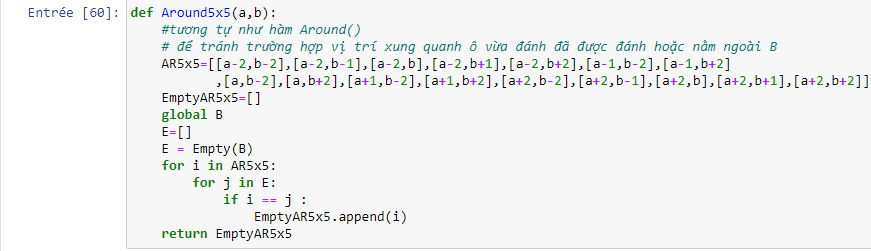 Entrée [60]: def Around5x5(a,b):
    #tương tự như hàm Around()
    # để tránh trường hợp vị trí xung quanh ô vừa đánh đã được đánh hoặc nằm ngoài B
    AR5x5=[[a-2,b-2],[a-2,b-1],[a-2,b],[a-2,b+1],[a-2,b+2],[a-1,b-2],[a-1,b+2]
           ,[a,b-2],[a,b+2],[a+1,b-2],[a+1,b+2],[a+2,b-2],[a+2,b-1],[a+2,b],[a+2,b+1],[a+2,b+2]]
    EmptyAR5x5=[]
    global B
    E=[]
    E = Empty(B)
    for i in AR5x5:
        for j in E:
            if i == j :
                EmptyAR5x5.append(i)
    return EmptyAR5x5